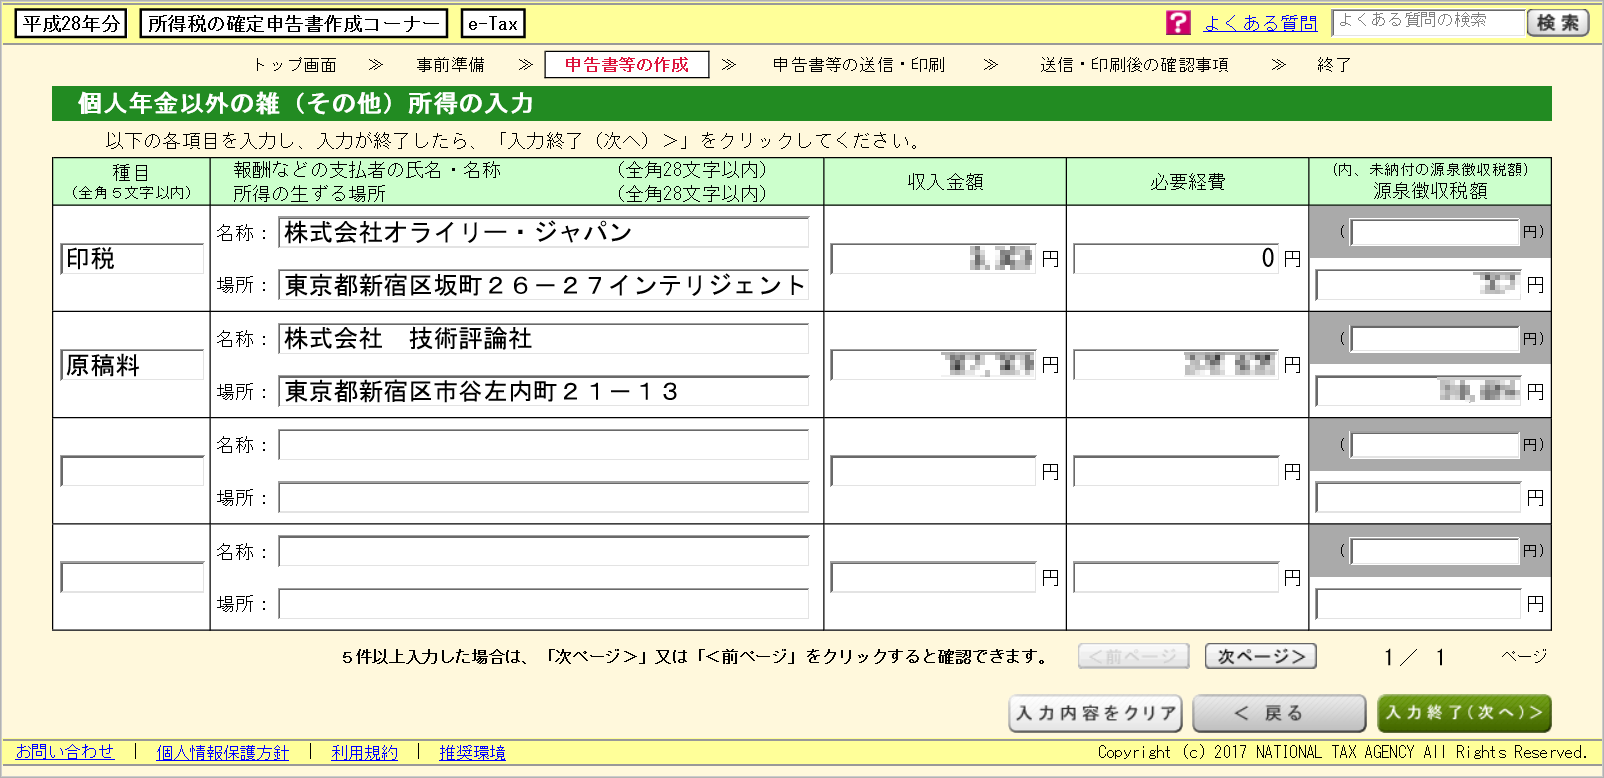 平成28年分 所得税の確定申告書作成コーナー e-Tax ? よくある質問 よくある質問の検索 検索
トップ画面 ≫ 事前準備 ≫ 申告書等の作成 ≫ 申告書等の送信・印刷 ≫ 送信・印刷後の確認事項 ≫ 終了
個人年金以外の雑（その他）所得の入力
以下の各項目を入力し、入力が終了したら、「入力終了（次へ）＞」をクリックしてください。
種目
（全角５文字以内）
報酬などの支払者の氏名・名称 （全角28文字以内）
所得の生ずる場所 （全角28文字以内）
収入金額
必要経費
（内、未納付の源泉徴収税額）
源泉徴収税額
印税
名称： 株式会社オライリー・ジャパン
場所： 東京都新宿区坂町２６－２７インテリジェント
円
0 円
（ 円）
円
原稿料
名称： 株式会社　技術評論社
場所： 東京都新宿区市谷左内町２１－１３
円
円
（ 円）
円
名称：
場所：
円
円
（ 円）
円
名称：
場所：
円
円
（ 円）
円
５件以上入力した場合は、「次ページ＞」又は「＜前ページ」をクリックすると確認できます。 ＜前ページ 次ページ＞ 1 ／ 1 ページ
入力内容をクリア ＜ 戻る 入力終了(次へ)＞
お問い合わせ | 個人情報保護方針 | 利用規約 | 推奨環境 Copyright (c) 2017 NATIONAL TAX AGENCY All Rights Reserved.